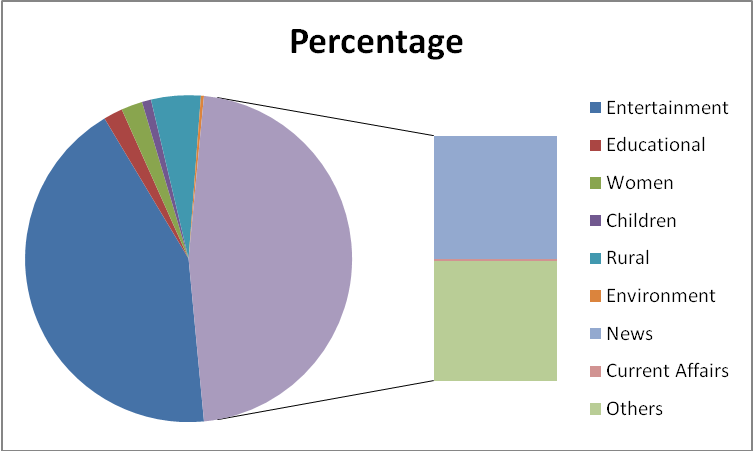 Percentage
Entertainment
Educational
Women
Children
Rural
Environment
News
Current Affairs
Others